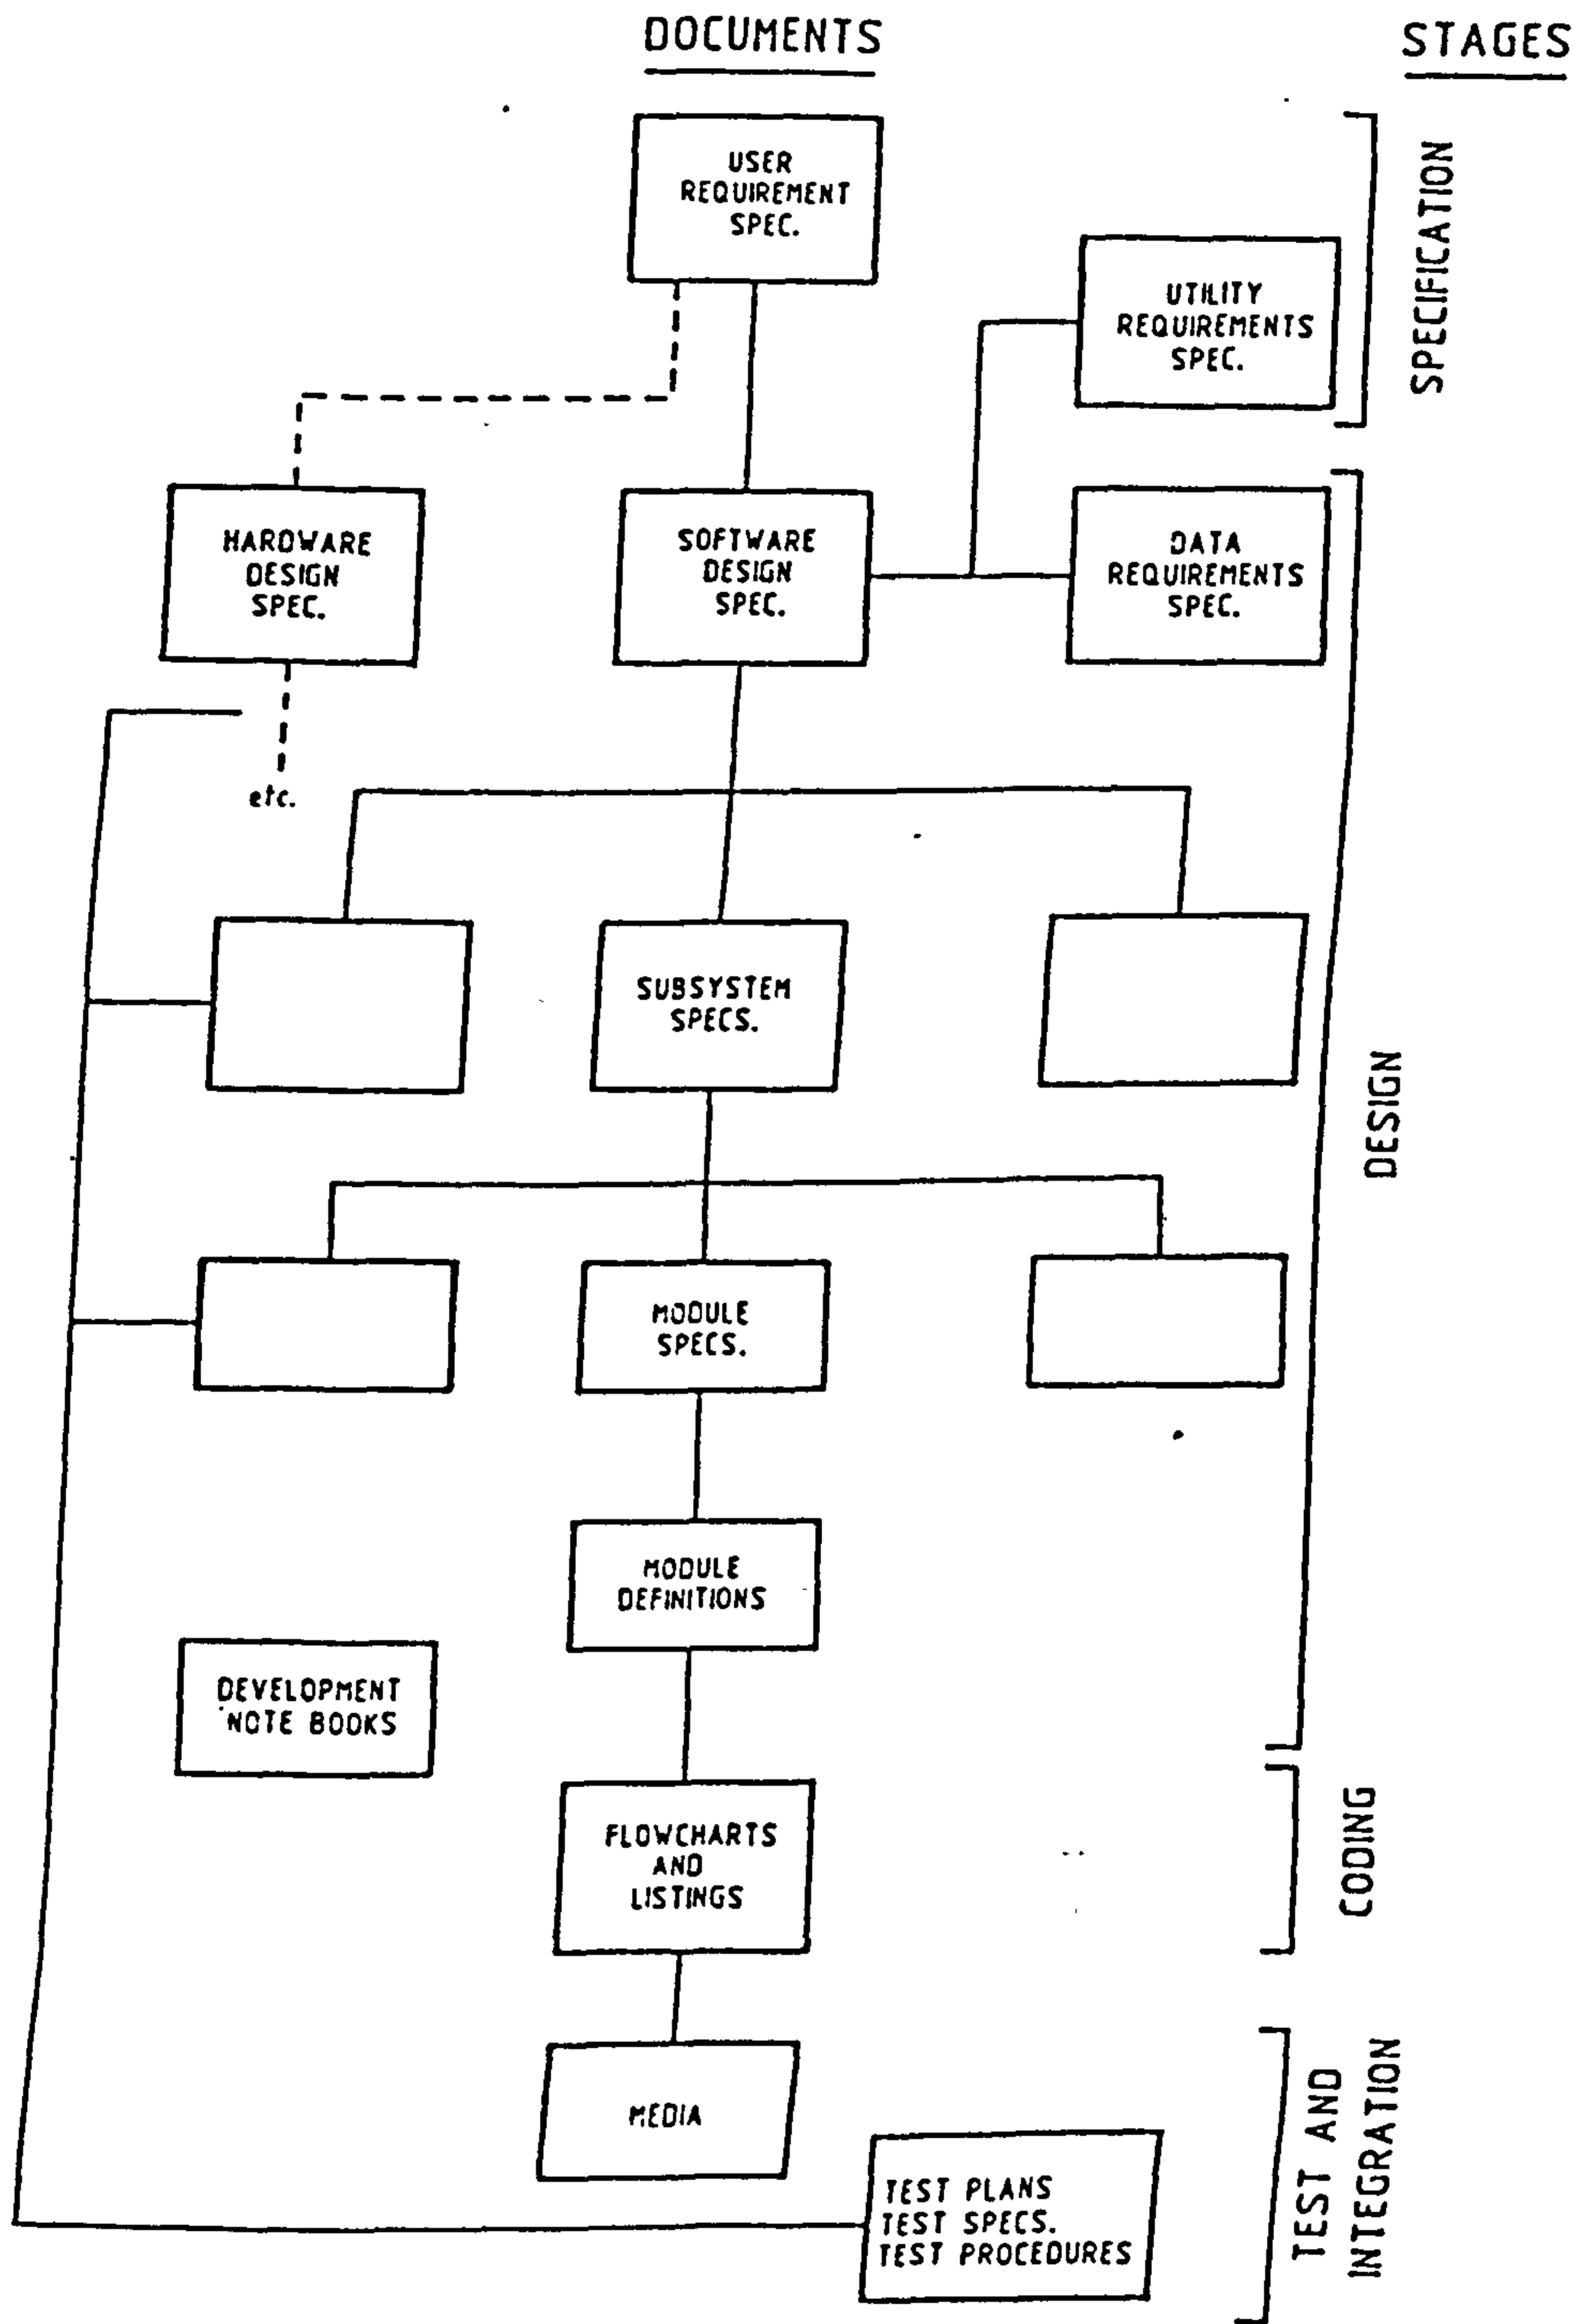 DOCUMENTS
STAGES
USER
REQUIREMENT
SPEC.
UTILITY
REQUIREMENTS
SPEC.
SPECIFICATION
HARDWARE
DESIGN
SPEC.
SOFTWARE
DESIGN
SPEC.
DATA
REQUIREMENTS
SPEC.
etc.
SUBSYSTEM
SPECS.
DESIGN
MODULE
SPECS.
MODULE
DEFINITIONS
DEVELOPMENT
NOTE BOOKS
FLOWCHARTS
AND
LISTINGS
CODING
MEDIA
TEST PLANS
TEST SPECS.
TEST PROCEDURES
TEST AND
INTEGRATION